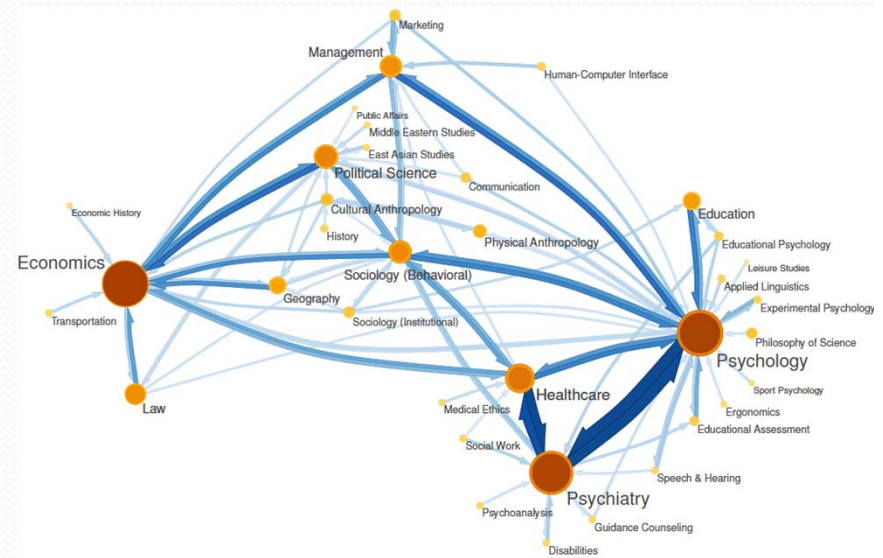 Marketing
Management
Human-Computer Interface
Public Affairs
Middle Eastern Studies
East Asian Studies
Political Science
Communication
Cultural Anthropology
Education
Economic History
History
Physical Anthropology
Educational Psychology
Economics
Sociology (Behavioral)
Leisure Studies
Applied Linguistics
Geography
Experimental Psychology
Transportation
Sociology (Institutional)
Philosophy of Science
Psychology
Sport Psychology
Healthcare
Law
Medical Ethics
Ergonomics
Educational Assessment
Social Work
Speech & Hearing
Psychiatry
Psychoanalysis
Guidance Counseling
Disabilities